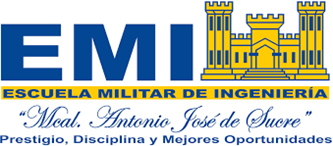 EMI
ESCUELA MILITAR DE INGENIERÍA
“Mcal. Antonio José de Sucre”
Prestigio, Disciplina y Mejores Oportunidades